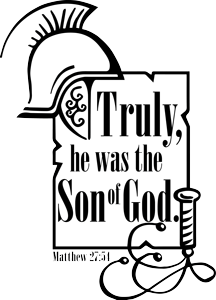 Truly,
he was the
Son of God.
Matthew 27:54